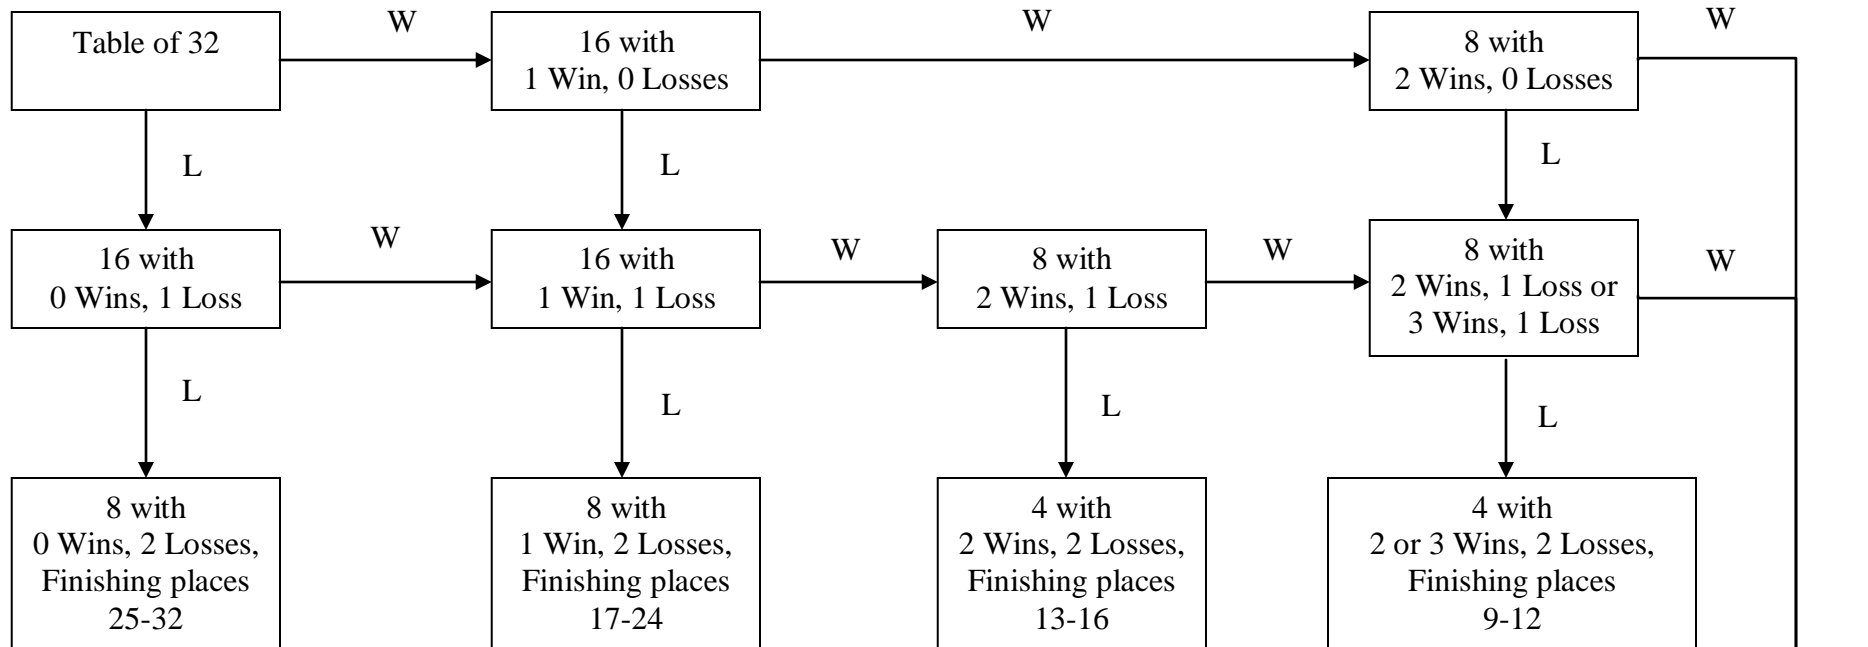 W
W
W
Table of 32
16 with
1 Win, 0 Losses
8 with
2 Wins, 0 Losses
L
L
L
W
W
W
W
16 with
0 Wins, 1 Loss
16 with
1 Win, 1 Loss
8 with
2 Wins, 1 Loss
8 with
2 Wins, 1 Loss or
3 Wins, 1 Loss
L
L
L
L
8 with
0 Wins, 2 Losses,
Finishing places
25-32
8 with
1 Win, 2 Losses,
Finishing places
17-24
4 with
2 Wins, 2 Losses,
Finishing places
13-16
4 with
2 or 3 Wins, 2 Losses,
Finishing places
9-12